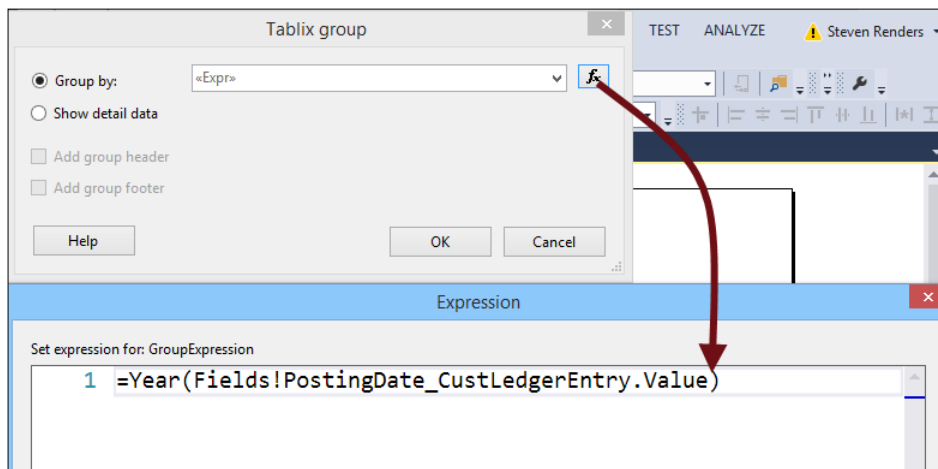 Tablix group
TEST ANALYZE Steven Renders
Group by: «Expr» fx
Show detail data
Add group header
Add group footer
Help OK Cancel
Expression
Set expression for: GroupExpression
1 =Year(Fields!PostingDate_CustLedgerEntry.Value)